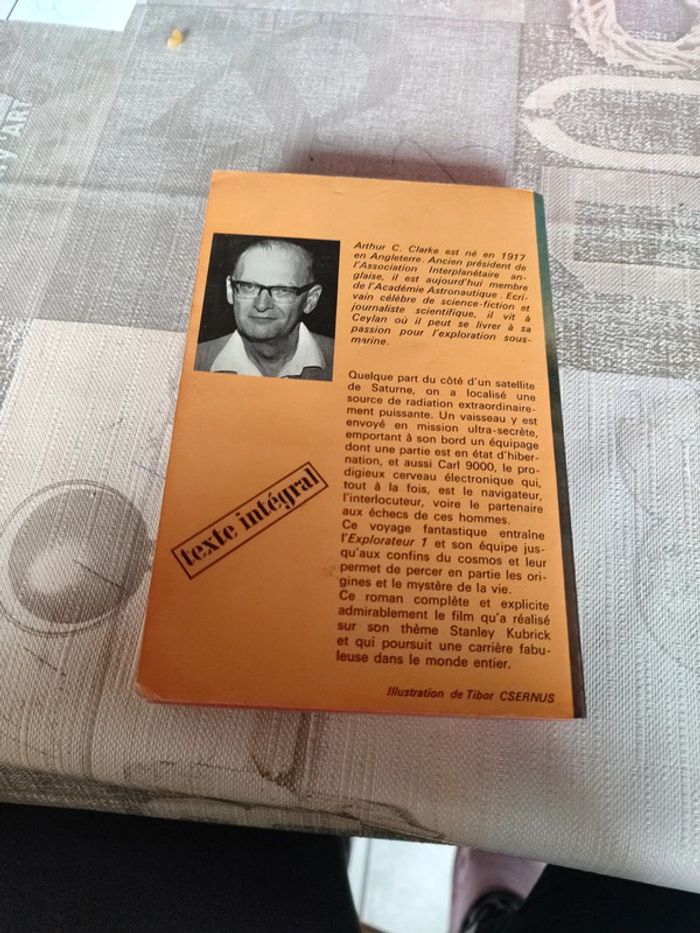 Arthur C. Clarke est né en 1917
en Angleterre. Ancien président de
l'Association Interplanétaire an-
glaise, il est aujourd'hui membre
de l'Académie Astronautique. Ecri-
vain célèbre de science-fiction et
journaliste scientifique, il vit à
Ceylan où il peut se livrer à sa
passion pour l'exploration sous-
marine.
Quelque part du côté d'un satellite
de Saturne, on a localisé une
source de radiation extraordinaire-
ment puissante. Un vaisseau y est
envoyé en mission ultra-secrète,
emportant à son bord un équipage
dont une partie est en état d'hiber-
nation, et aussi Carl 9000, le pro-
digieux cerveau électronique qui,
tout à la fois, est le navigateur,
l'interlocuteur, voire le partenaire
aux échecs de ces hommes.
Ce voyage fantastique entraîne
l'Explorateur 1 et son équipe jus-
qu'aux confins du cosmos et leur
permet de percer en partie les ori-
gines et le mystère de la vie.
Ce roman complète et explicite
admirablement le film qu'a réalisé
sur son thème Stanley Kubrick
et qui poursuit une carrière fabu-
leuse dans le monde entier.
texte intégral
Illustration de Tibor CSERNUS
ART